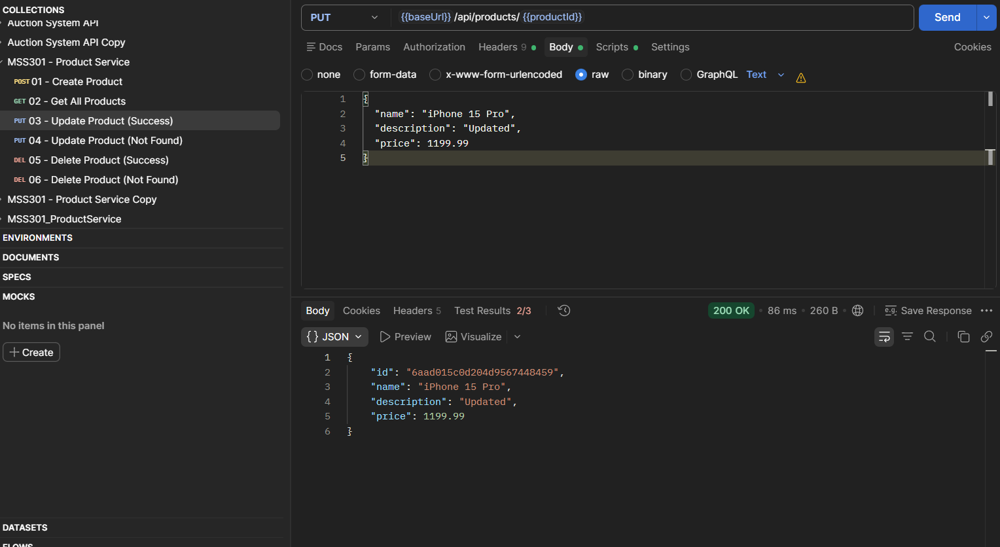 COLLECTIONS
Auction System API
Auction System API Copy
MSS301 - Product Service
POST 01 - Create Product
GET 02 - Get All Products
PUT 03 - Update Product (Success)
PUT 04 - Update Product (Not Found)
DEL 05 - Delete Product (Success)
DEL 06 - Delete Product (Not Found)
MSS301 - Product Service Copy
MSS301_ProductService
ENVIRONMENTS
DOCUMENTS
SPECS
MOCKS
No items in this panel
+ Create
DATASETS
FLOWS
PUT {{baseUrl}} /api/products/ {{productId}} Send
Docs Params Authorization Headers 9 Body Scripts Settings Cookies
none form-data x-www-form-urlencoded raw binary GraphQL Text
1 {
2 "name": "iPhone 15 Pro",
3 "description": "Updated",
4 "price": 1199.99
5 }
Body Cookies Headers 5 Test Results 2/3 200 OK • 86 ms • 260 B • e.g. Save Response •••
{} JSON Preview Visualize
1 {
2 "id": "6aad015c0d204d9567448459",
3 "name": "iPhone 15 Pro",
4 "description": "Updated",
5 "price": 1199.99
6 }